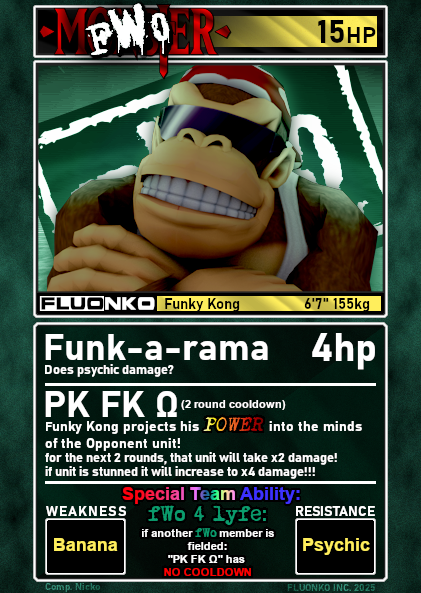 fWo
15HP
FLUONKO Funky Kong 6'7" 155kg
Funk-a-rama 4hp
Does psychic damage?
PK FK Ω (2 round cooldown)
Funky Kong projects his POWER into the minds
of the Opponent unit!
for the next 2 rounds, that unit will take x2 damage!
if unit is stunned it will increase to x4 damage!!!
Special Team Ability:
WEAKNESS fWo 4 lyfe: RESISTANCE
if another fWo member is
fielded:
Banana "PK FK Ω" has Psychic
NO COOLDOWN
Comp. Nicko FLUONKO INC. 2025